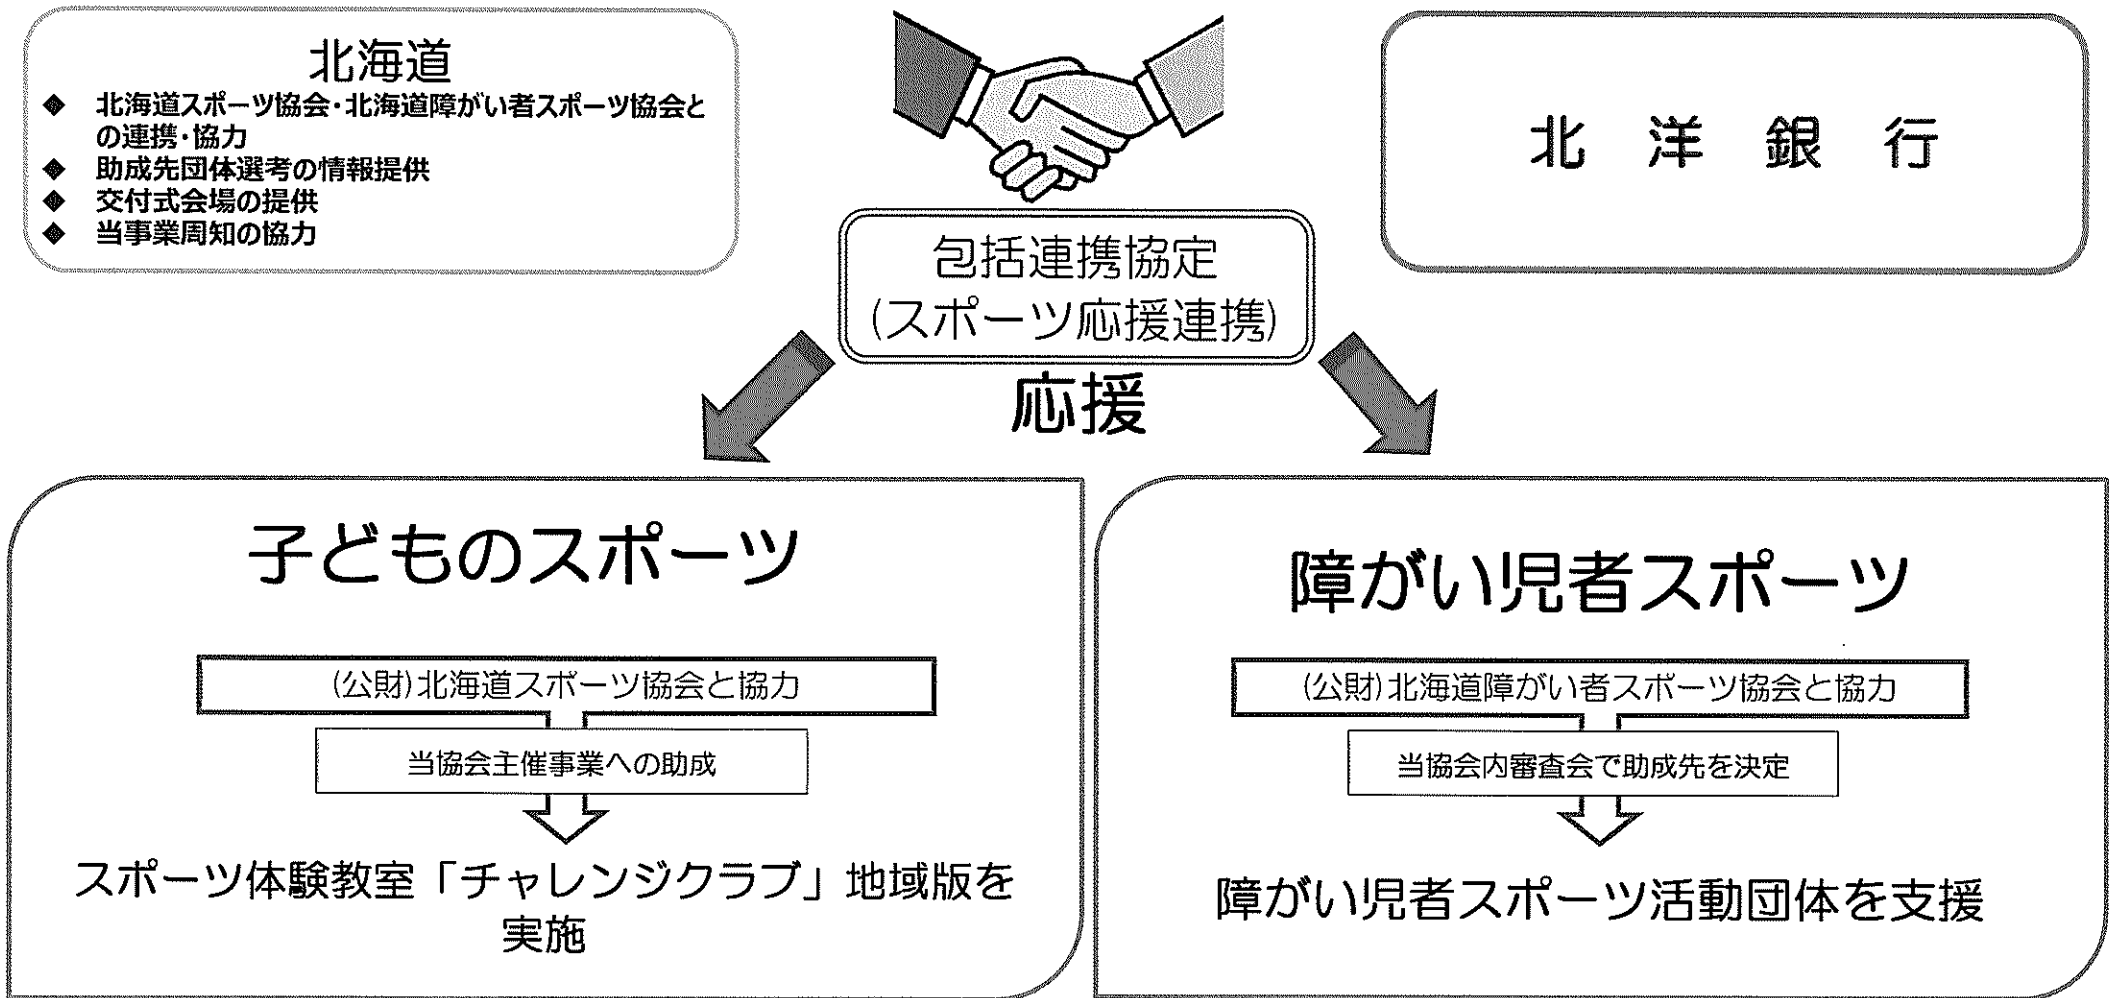 北海道
◆ 北海道スポーツ協会・北海道障がい者スポーツ協会と
の連携・協力
◆ 助成先団体選考の情報提供
◆ 交付式会場の提供
◆ 当事業周知の協力
北洋銀行
包括連携協定
(スポーツ応援連携)
応援
子どものスポーツ
(公財)北海道スポーツ協会と協力
当協会主催事業への助成
スポーツ体験教室「チャレンジクラブ」地域版を
実施
障がい児者スポーツ
(公財)北海道障がい者スポーツ協会と協力
当協会内審査会で助成先を決定
障がい児者スポーツ活動団体を支援